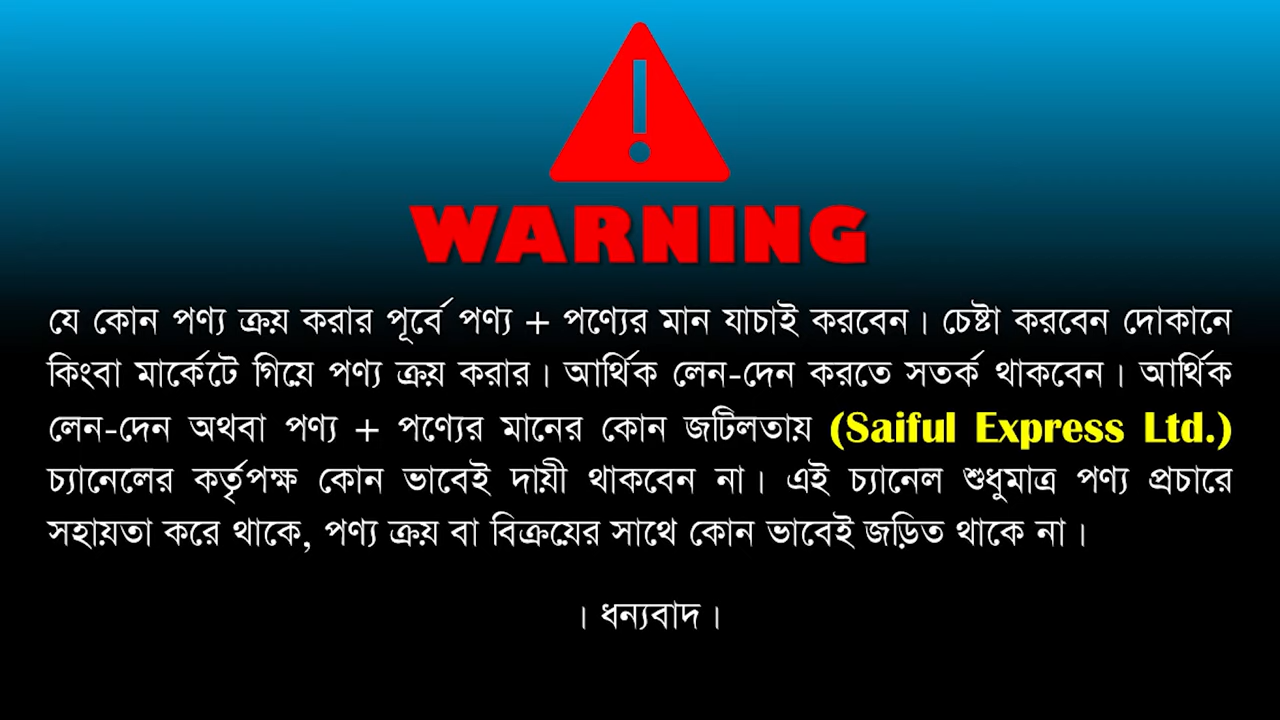 WARNING
যে কোন পণ্য ক্রয় করার পূর্বে পণ্য + পণ্যের মান যাচাই করবেন। চেষ্টা করবেন দোকানে
কিংবা মার্কেটে গিয়ে পণ্য ক্রয় করার। আর্থিক লেন-দেন করতে সতর্ক থাকবেন। আর্থিক
লেন-দেন অথবা পণ্য + পণ্যের মানের কোন জটিলতায় (Saiful Express Ltd.)
চ্যানেলের কর্তৃপক্ষ কোন ভাবেই দায়ী থাকবেন না। এই চ্যানেল শুধুমাত্র পণ্য প্রচারে
সহায়তা করে থাকে, পণ্য ক্রয় বা বিক্রয়ের সাথে কোন ভাবেই জড়িত থাকে না।
। ধন্যবাদ।